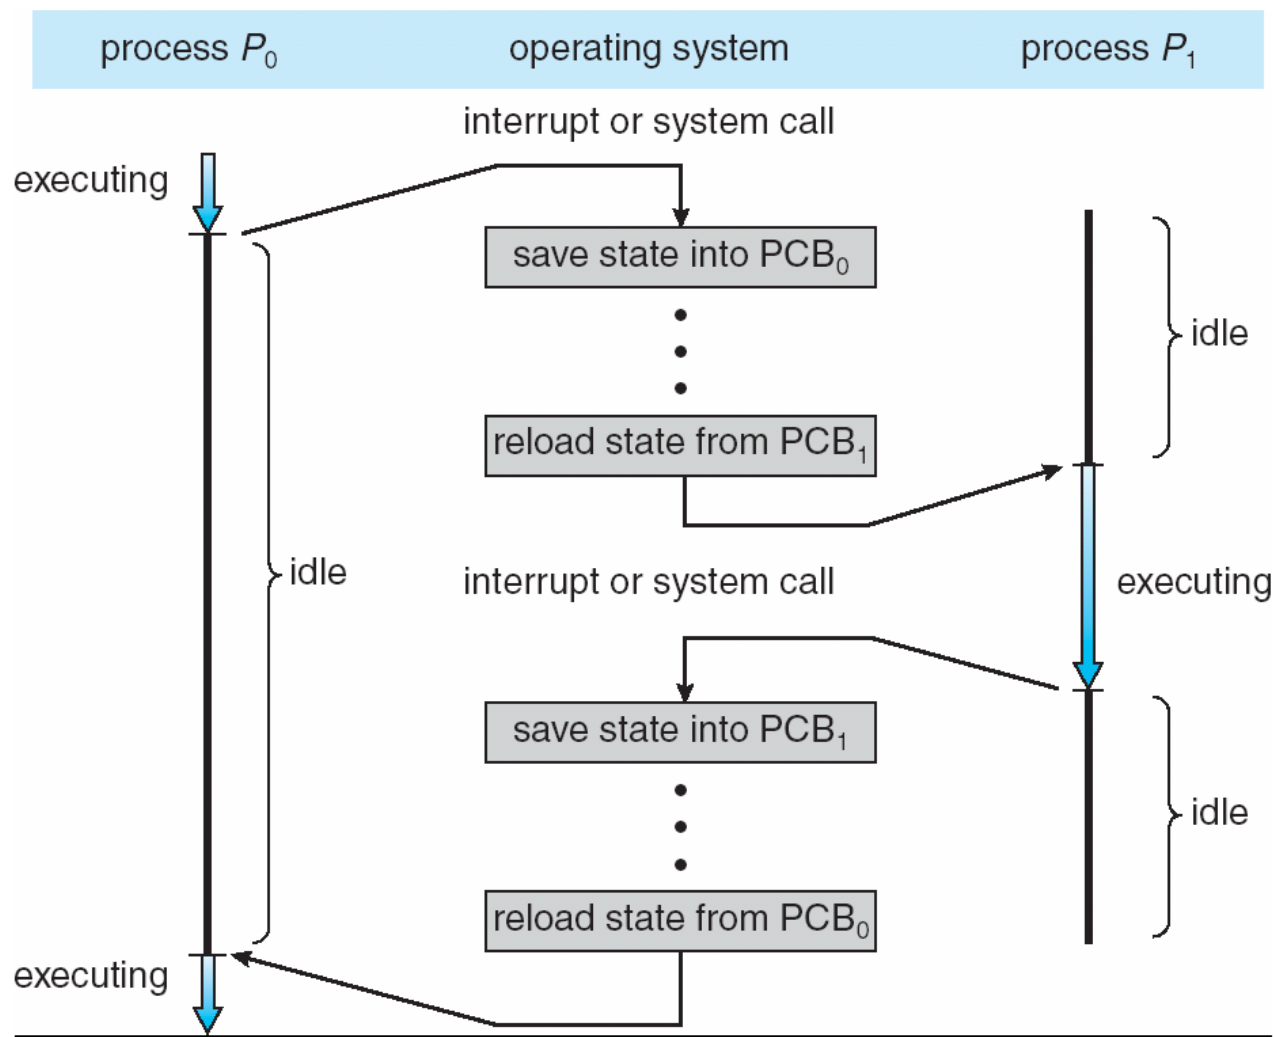 process P₀ operating system process P₁
interrupt or system call
executing
save state into PCB₀
idle
reload state from PCB₁
idle
interrupt or system call
executing
save state into PCB₁
idle
reload state from PCB₀
executing